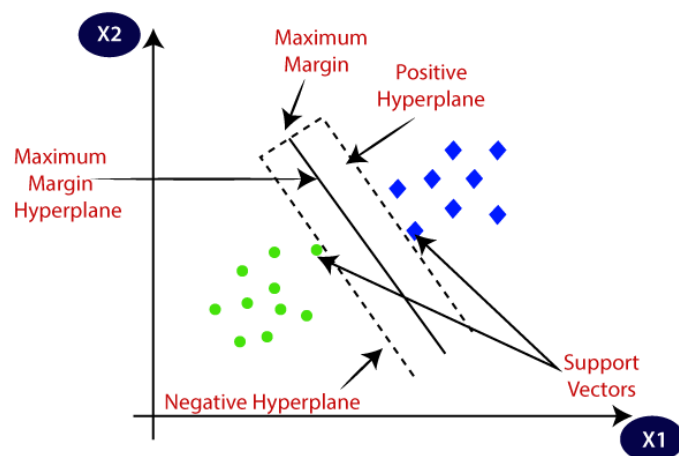 X2
Maximum
Margin
Positive
Hyperplane
Maximum
Margin
Hyperplane
Support
Vectors
Negative Hyperplane
X1